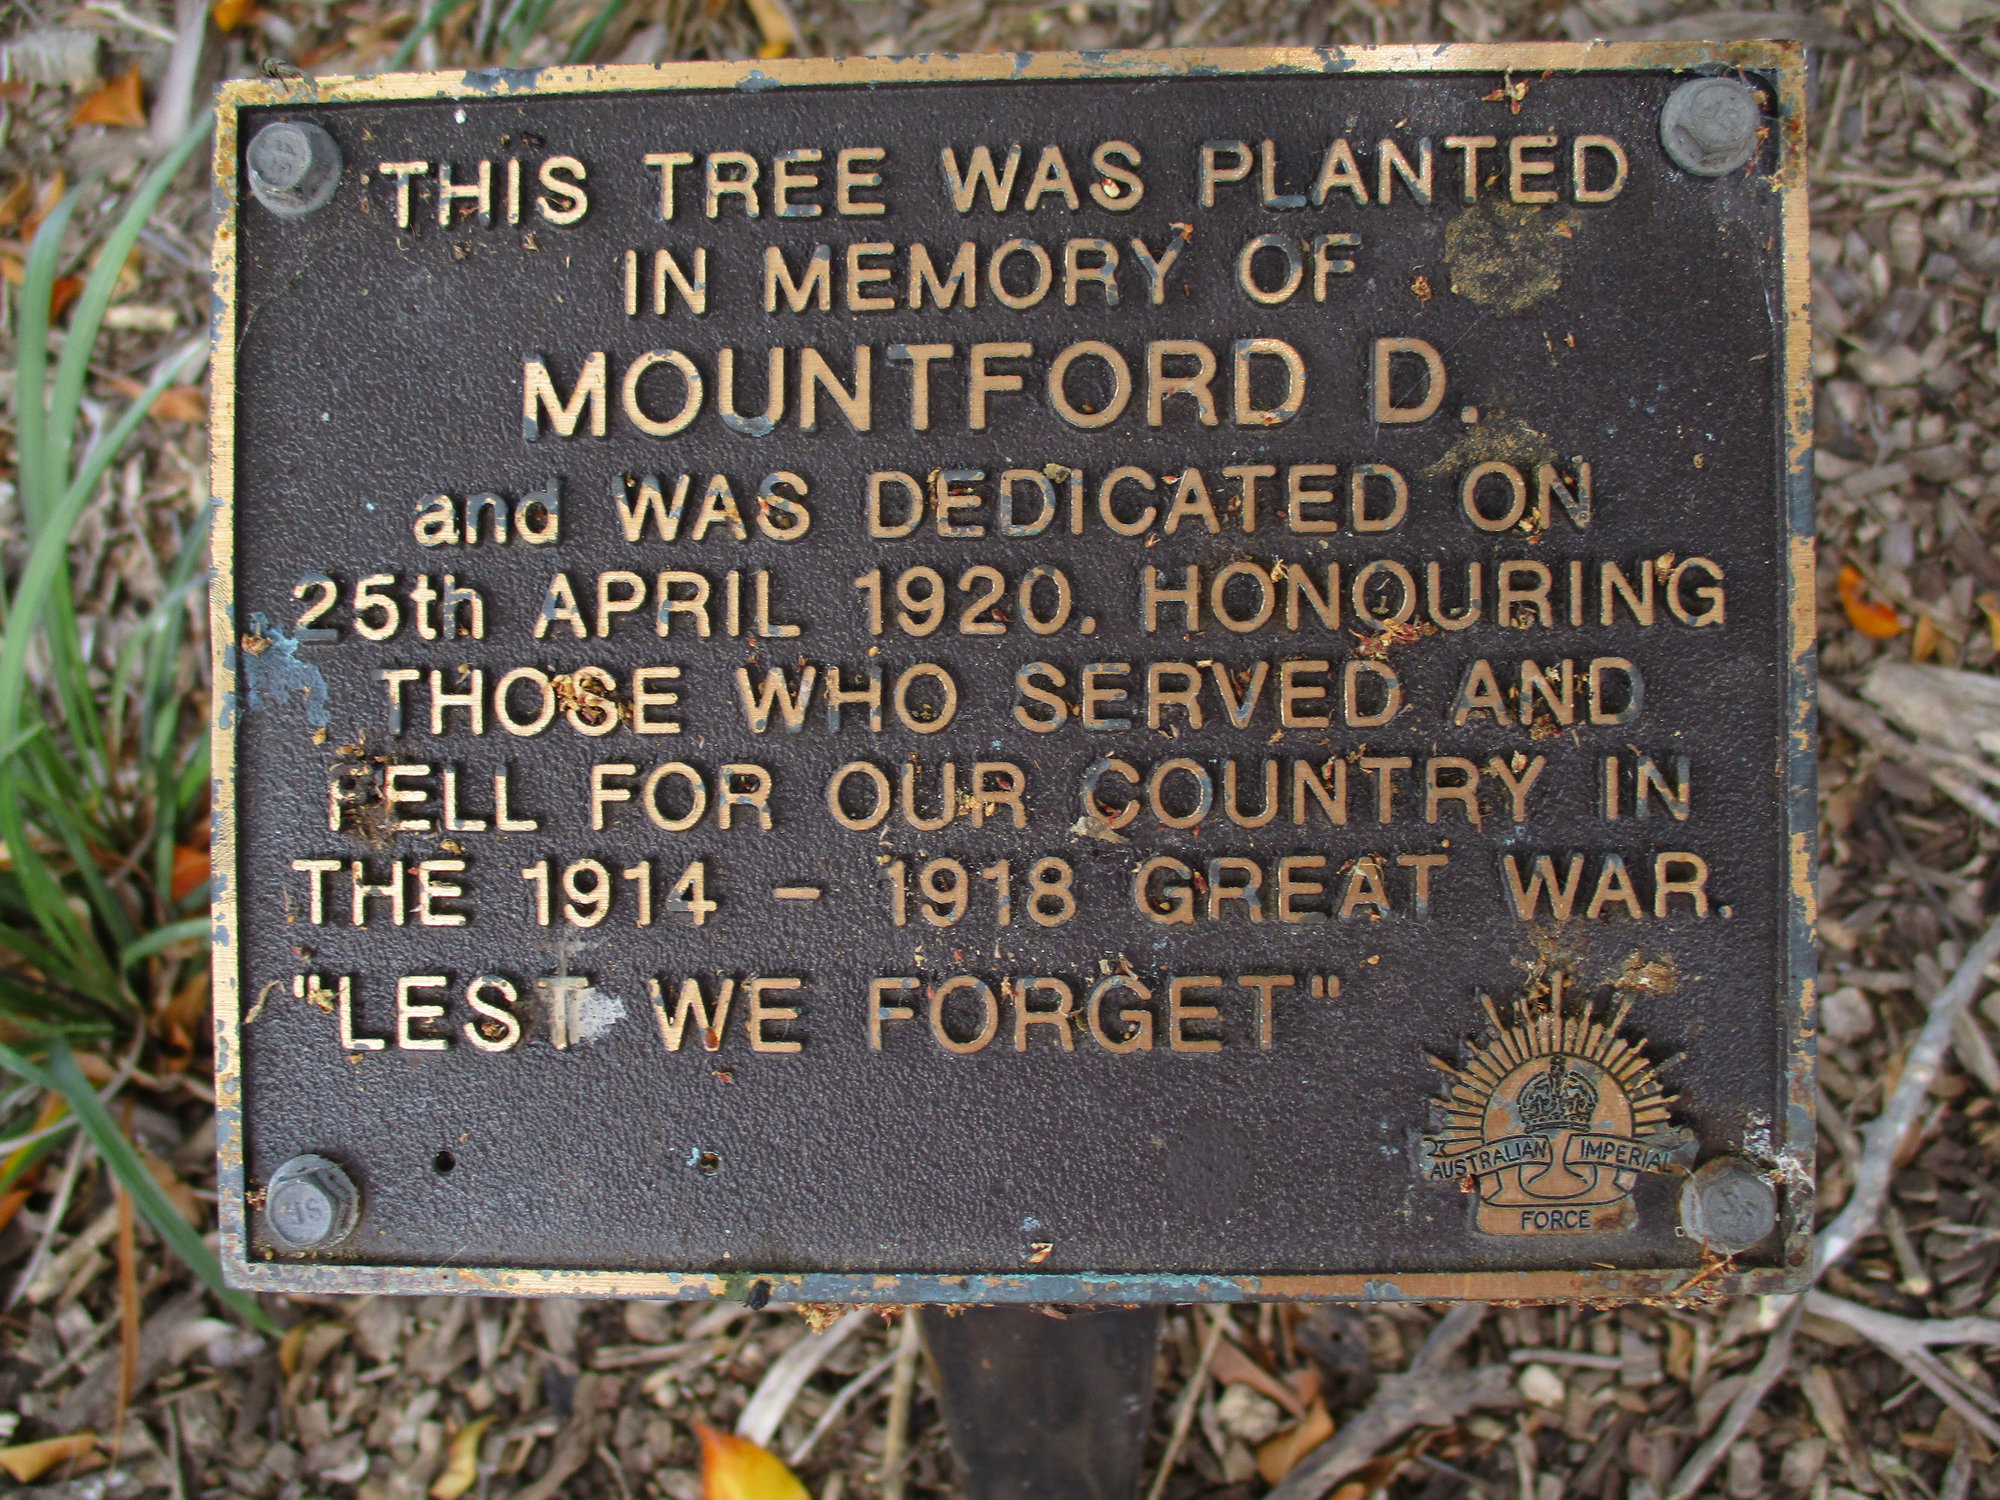 THIS TREE WAS PLANTED
IN MEMORY OF
MOUNTFORD D.
and WAS DEDICATED ON
25th APRIL 1920. HONOURING
THOSE WHO SERVED AND
FELL FOR OUR COUNTRY IN
THE 1914 - 1918 GREAT WAR.
"LEST WE FORGET"
AUSTRALIAN IMPERIAL
FORCE